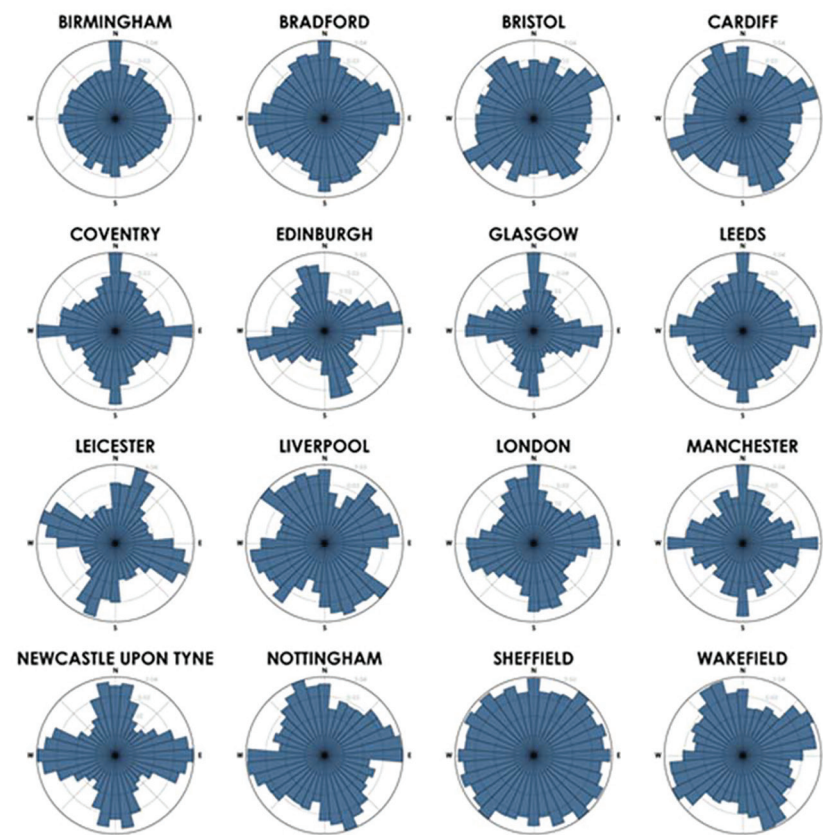 BIRMINGHAM BRADFORD BRISTOL CARDIFF
N N N N
W E W E W E W E
S S S S
COVENTRY EDINBURGH GLASGOW LEEDS
N N N N
W E W E W E W E
S S S S
LEICESTER LIVERPOOL LONDON MANCHESTER
N N N N
W E W E W E W E
S S S S
NEWCASTLE UPON TYNE NOTTINGHAM SHEFFIELD WAKEFIELD
N N N N
W E W E W E W E
S S S S